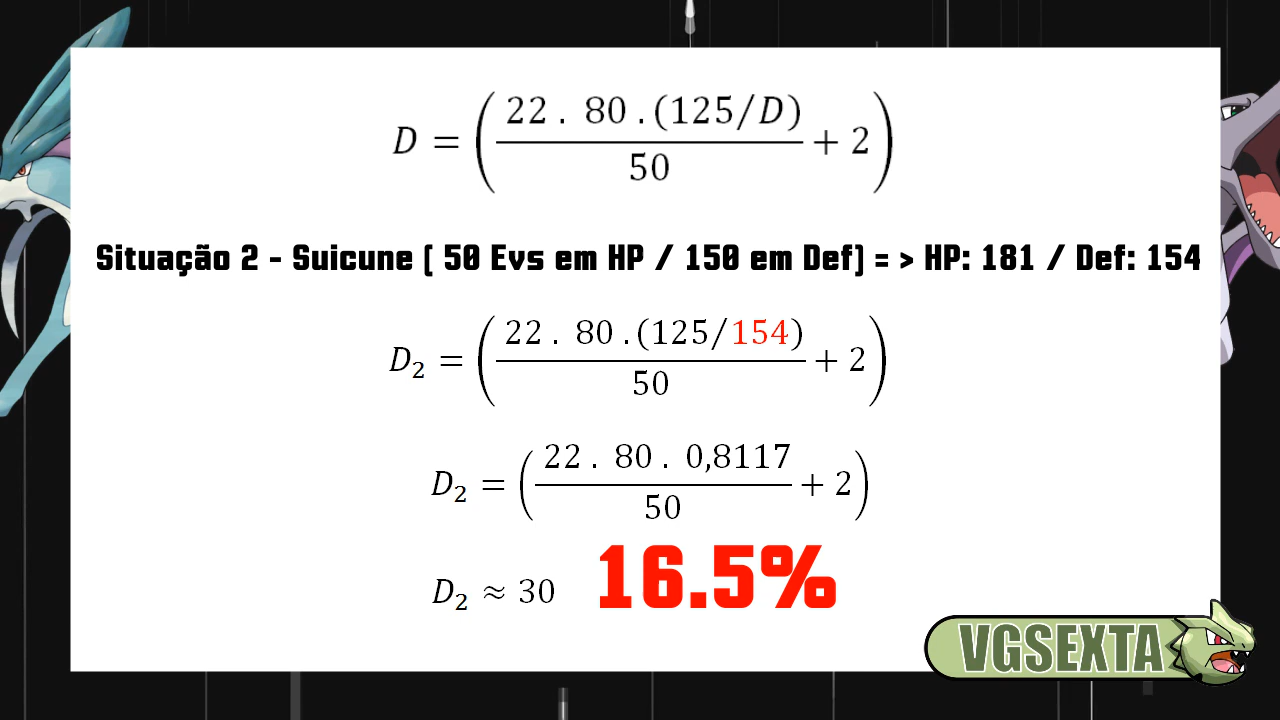 D = ( 22 . 80 . (125/D) / 50 + 2 )
Situação 2 - Suicune ( 50 Evs em HP / 150 em Def) = > HP: 181 / Def: 154
D₂ = ( 22 . 80 . (125/154) / 50 + 2 )
D₂ = ( 22 . 80 . 0,8117 / 50 + 2 )
D₂ ≈ 30 16.5%
VGSEXTA